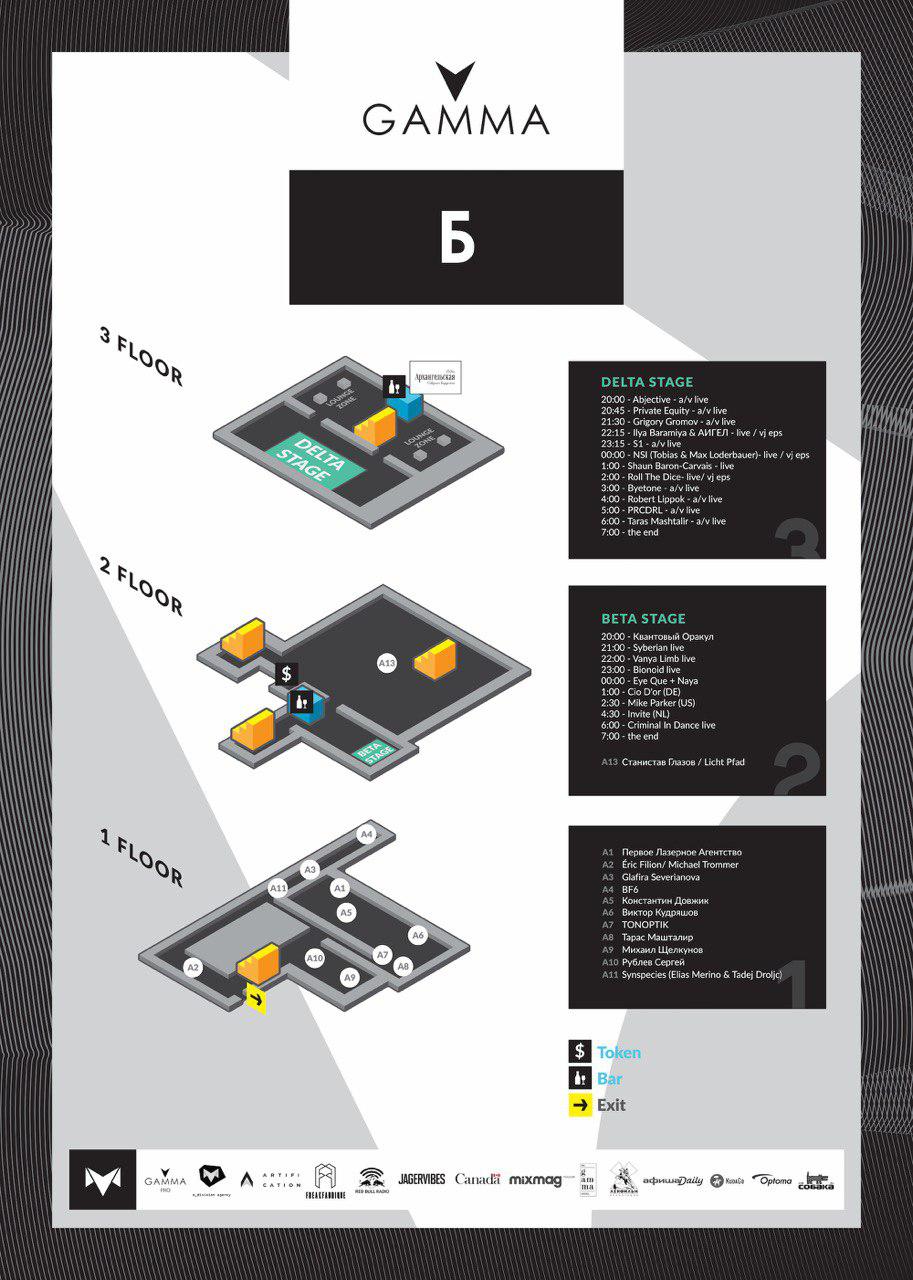 GAMMA
Б
3 FLOOR
Архангельская
LOUNGE
ZONE
LOUNGE
ZONE
DELTA
STAGE
DELTA STAGE
20:00 - Abjective - a/v live
20:45 - Private Equity - a/v live
21:30 - Grigory Gromov - a/v live
22:15 - Ilya Baramiya & АИГЕЛ - live / vj eps
23:15 - S1 - a/v live
00:00 - NSI (Tobias & Max Loderbauer)- live / vj eps
1:00 - Shaun Baron-Carvais - live
2:00 - Roll The Dice- live/ vj eps
3:00 - Byetone - a/v live
4:00 - Robert Lippok - a/v live
5:00 - PRCDRL - a/v live
6:00 - Taras Mashtalir - a/v live
7:00 - the end
3
2 FLOOR
A13
$
BETA
STAGE
BETA STAGE
20:00 - Квантовый Оракул
21:00 - Syberian live
22:00 - Vanya Limb live
23:00 - Bionoid live
00:00 - Eye Que + Naya
1:00 - Cio D'or (DE)
2:30 - Mike Parker (US)
4:30 - Invite (NL)
6:00 - Criminal In Dance live
7:00 - the end
A13 Станистав Глазов / Licht Pfad
2
1 FLOOR
A4
A3
A11
A1
A5
A6
A7
A10
A8
A2
A9
A1 Первое Лазерное Агентство
A2 Éric Filion/ Michael Trommer
A3 Glafira Severianova
A4 BF6
A5 Константин Довжик
A6 Виктор Кудряшов
A7 TONOPTIK
A8 Тарас Машталир
A9 Михаил Щелкунов
A10 Рублев Сергей
A11 Synspecies (Elias Merino & Tadej Droljc)
1
$ Token
Bar
Exit
GAMMA
PRO
m_division agency
ARTIFI
CATION
FREAKFABRIQUE
RED BULL RADIO
JAGERVIBES
Canada
mixmag
gamma
ЛЕНФИЛЬМ
афишаDaily
KudaGo
Optoma
собака